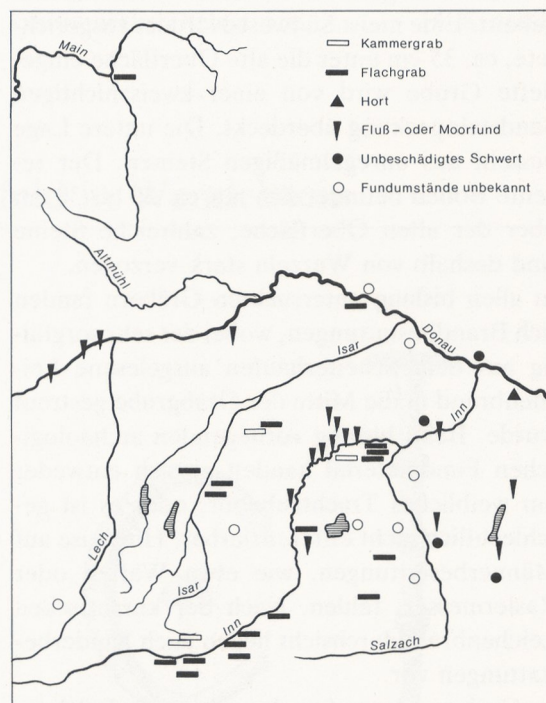 Main
Kammergrab
Flachgrab
Hort
Fluß- oder Moorfund
Unbeschädigtes Schwert
Fundumstände unbekannt
Altmühl
Donau
Isar
Inn
Lech
Isar
Inn
Salzach